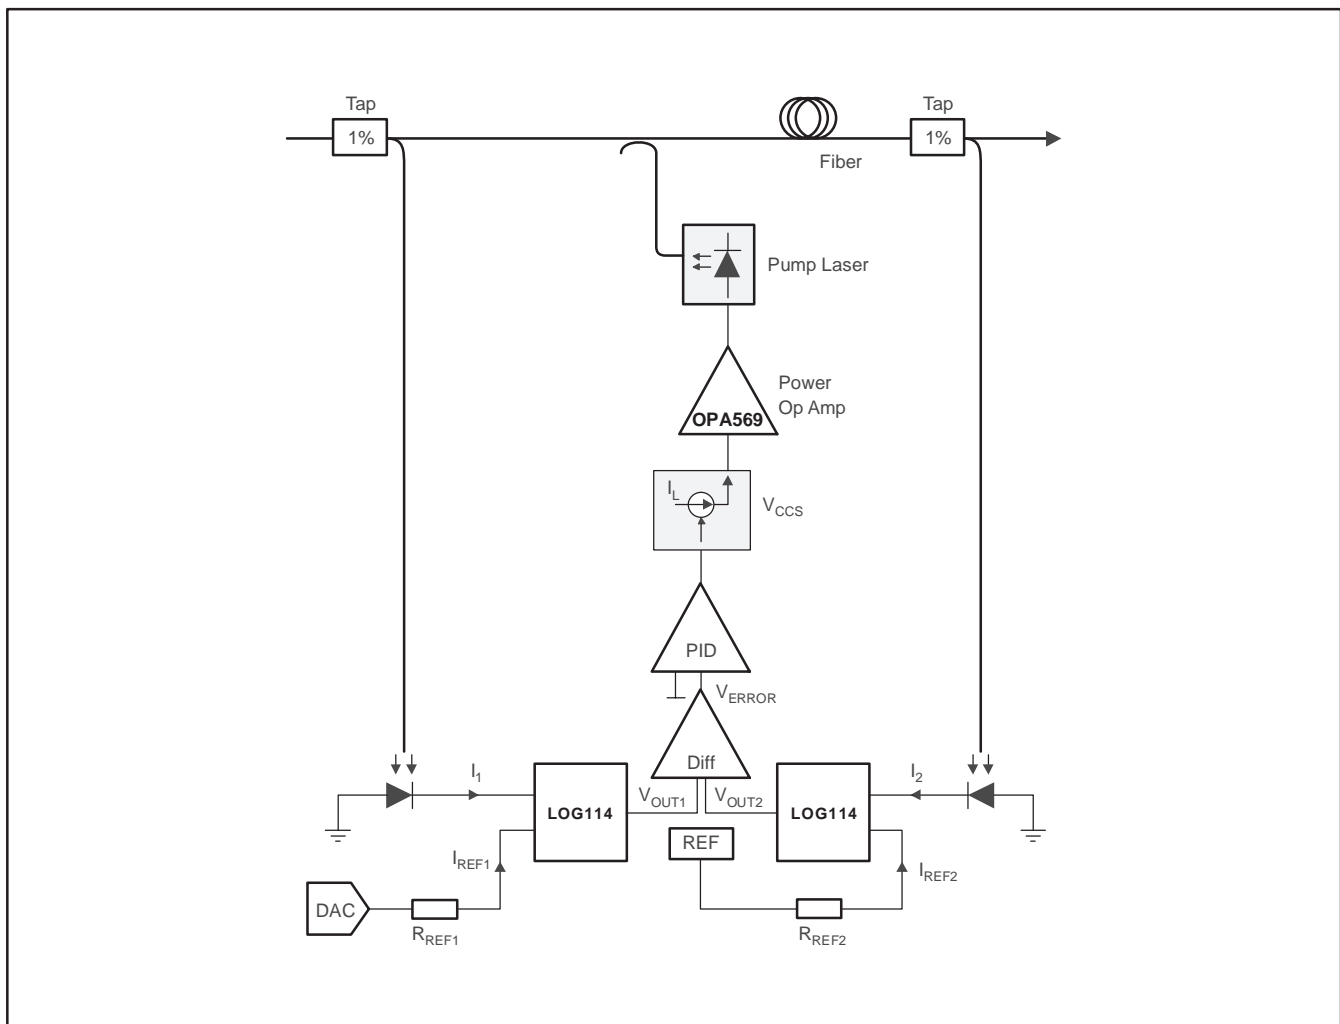 Tap
1%
Tap
1%
Fiber
Pump Laser
Power
Op Amp
OPA569
I_L
V_CCS
PID
V_ERROR
Diff
I_1
I_2
V_OUT1
V_OUT2
LOG114
LOG114
REF
I_REF1
I_REF2
DAC
R_REF1
R_REF2